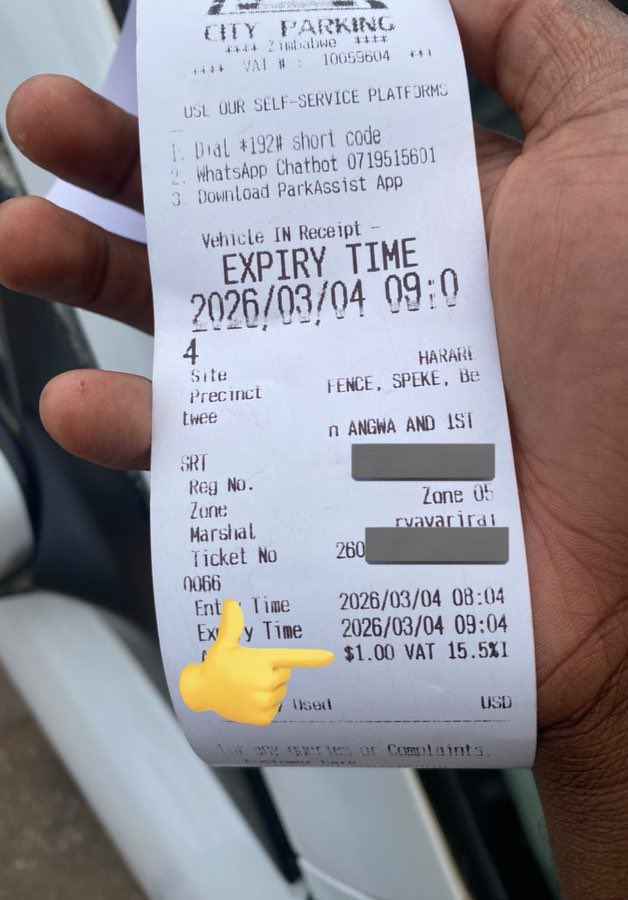 CITY PARKING
**** Zimbabwe ****
**** VAT # : 10059604 ***
USE OUR SELF-SERVICE PLATFORMS
1. Dial *192# short code
2. WhatsApp Chatbot 0719515601
3. Download ParkAssist App
Vehicle IN Receipt -
EXPIRY TIME
2026/03/04 09:0
4
Site HARARE
Precinct FENCE, SPEKE, Be
twee
n ANGWA AND 1ST
SRT
Reg No.
Zone Zone 05
Marshal
Ticket No 260
0066
Entry Time 2026/03/04 08:04
Expiry Time 2026/03/04 09:04
$1.00 VAT 15.5%I
Used USD
for any queries or Complaints.
Customer Care